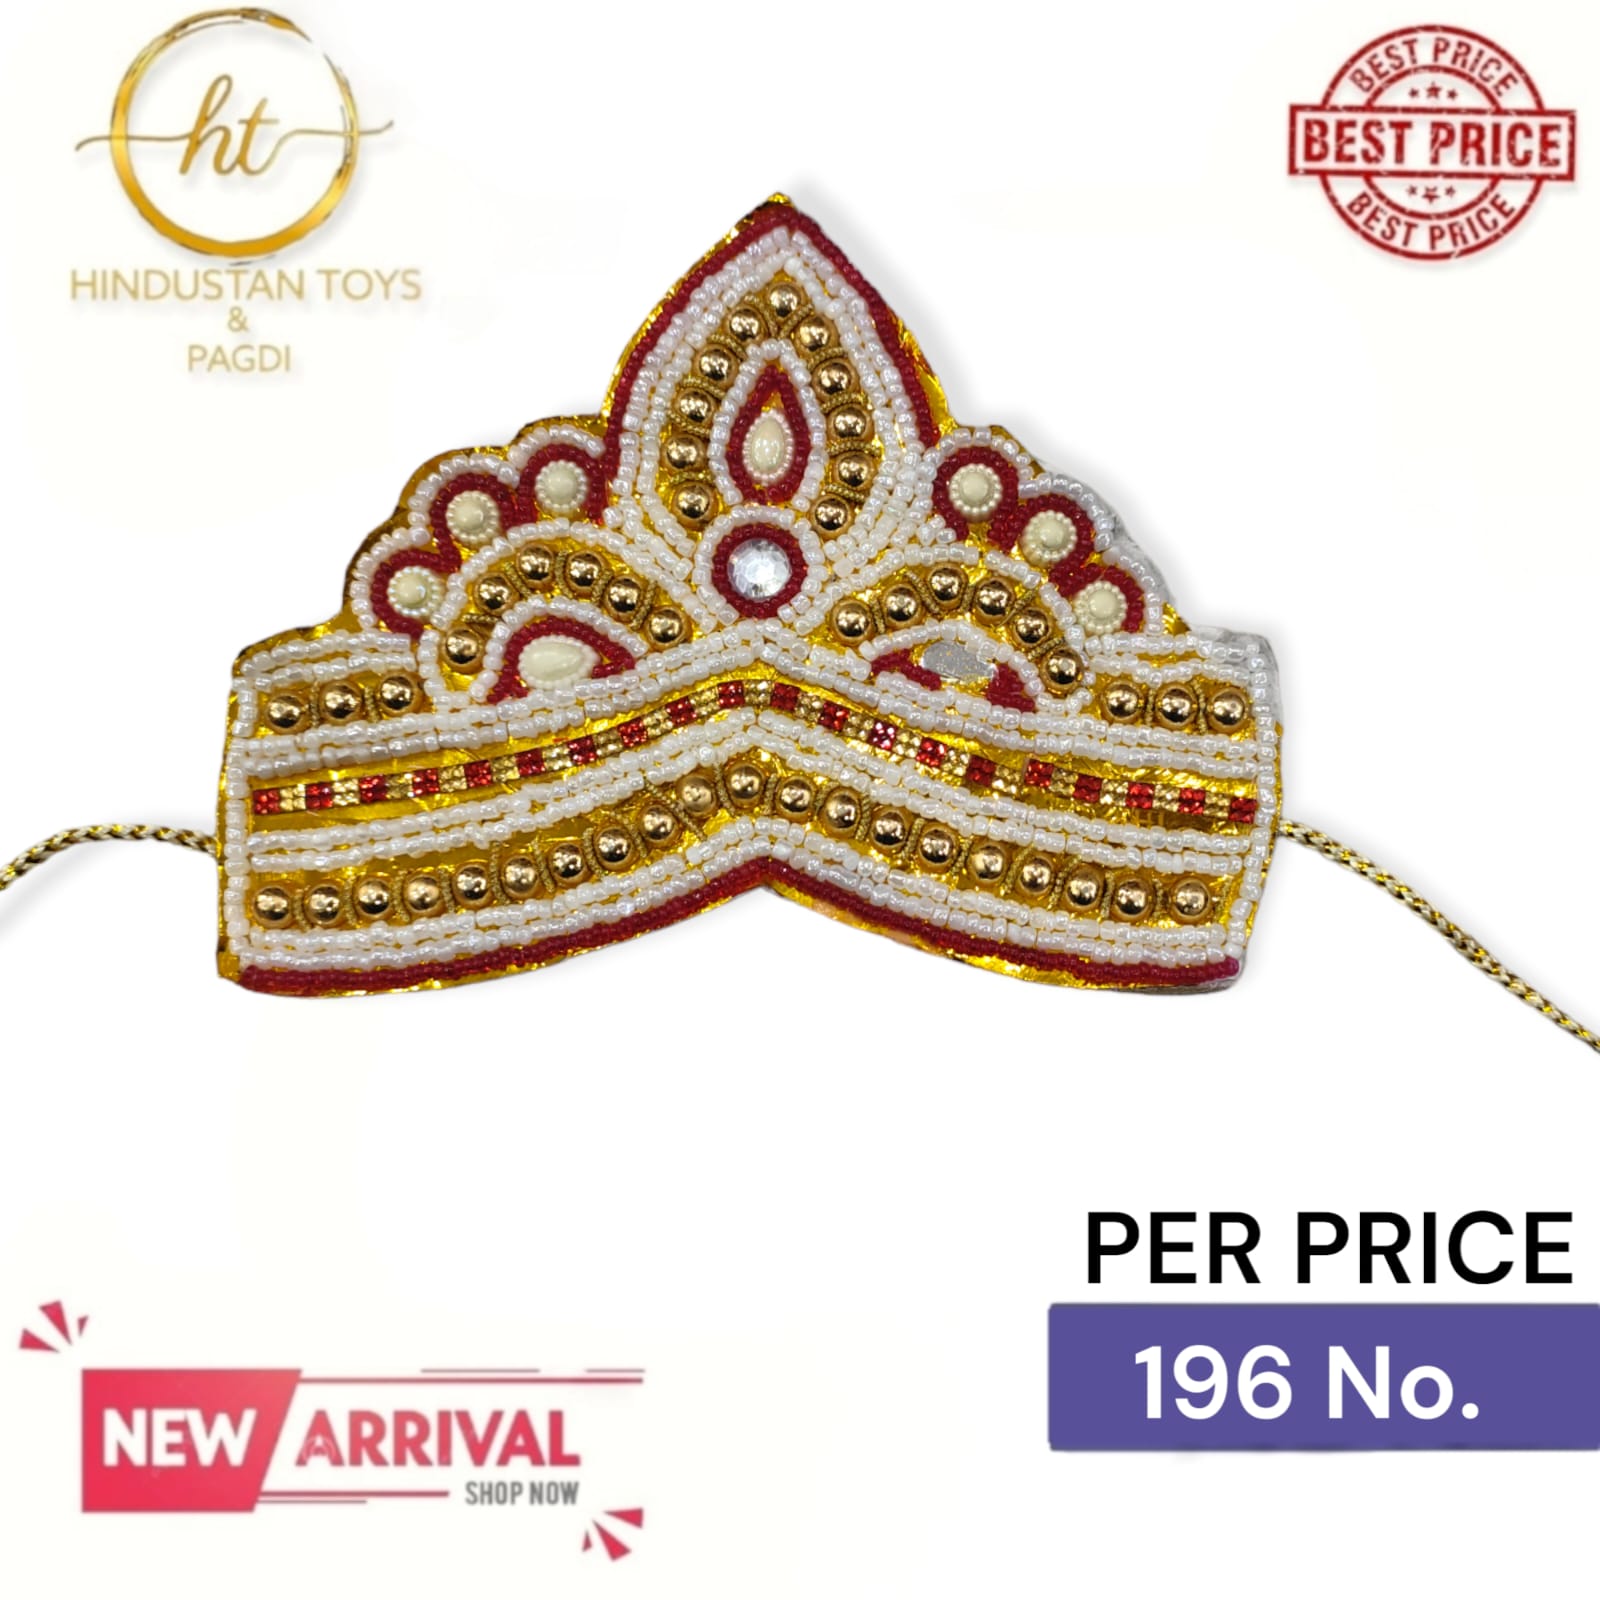 ht
HINDUSTAN TOYS
&
PAGDI
BEST PRICE
BEST PRICE
BEST PRICE
PER PRICE
196 No.
NEW ARRIVAL
SHOP NOW